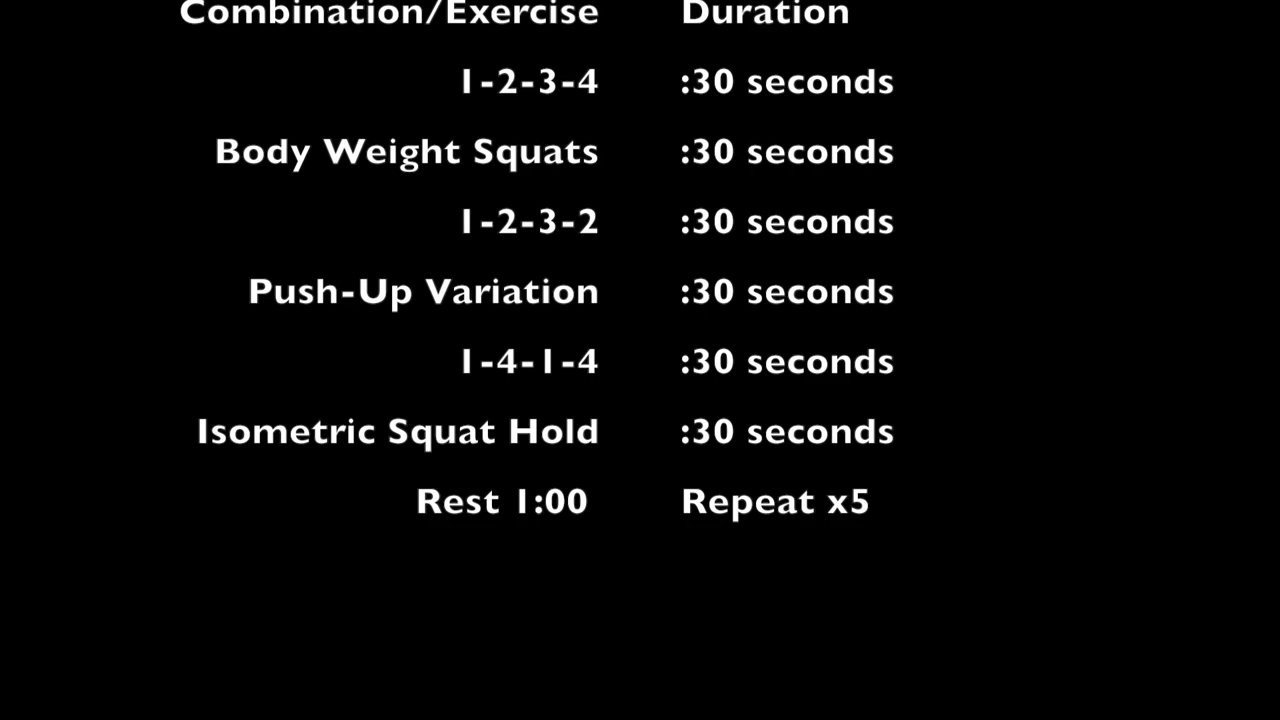 Combination/Exercise Duration
1-2-3-4 :30 seconds
Body Weight Squats :30 seconds
1-2-3-2 :30 seconds
Push-Up Variation :30 seconds
1-4-1-4 :30 seconds
Isometric Squat Hold :30 seconds
Rest 1:00 Repeat x5